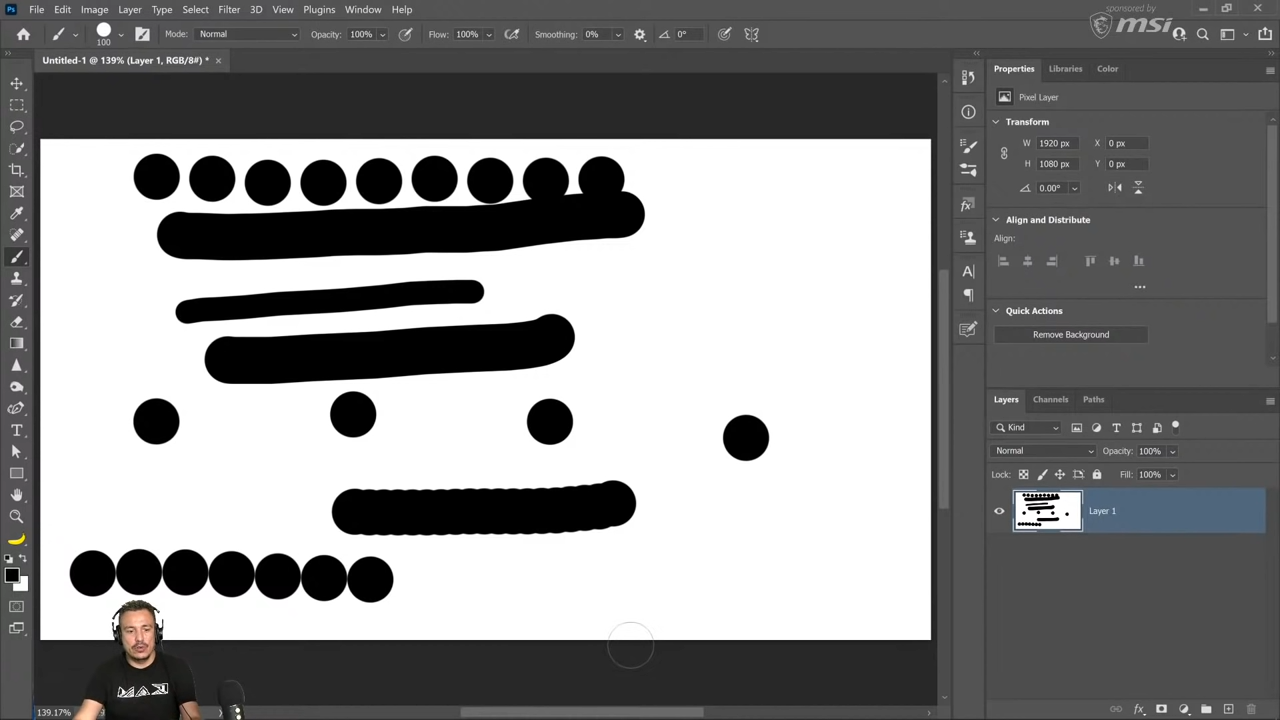 sponsored by
msi
Ps File Edit Image Layer Type Select Filter 3D View Plugins Window Help
100 Mode: Normal Opacity: 100% Flow: 100% Smoothing: 0% 0°
Untitled-1 @ 139% (Layer 1, RGB/8#) * ×
Properties Libraries Color
Pixel Layer
Transform
W 1920 px X 0 px
H 1080 px Y 0 px
0.00°
Align and Distribute
Align:
Quick Actions
Remove Background
Layers Channels Paths
Kind
Normal Opacity: 100%
Lock: Fill: 100%
Layer 1
139.17%